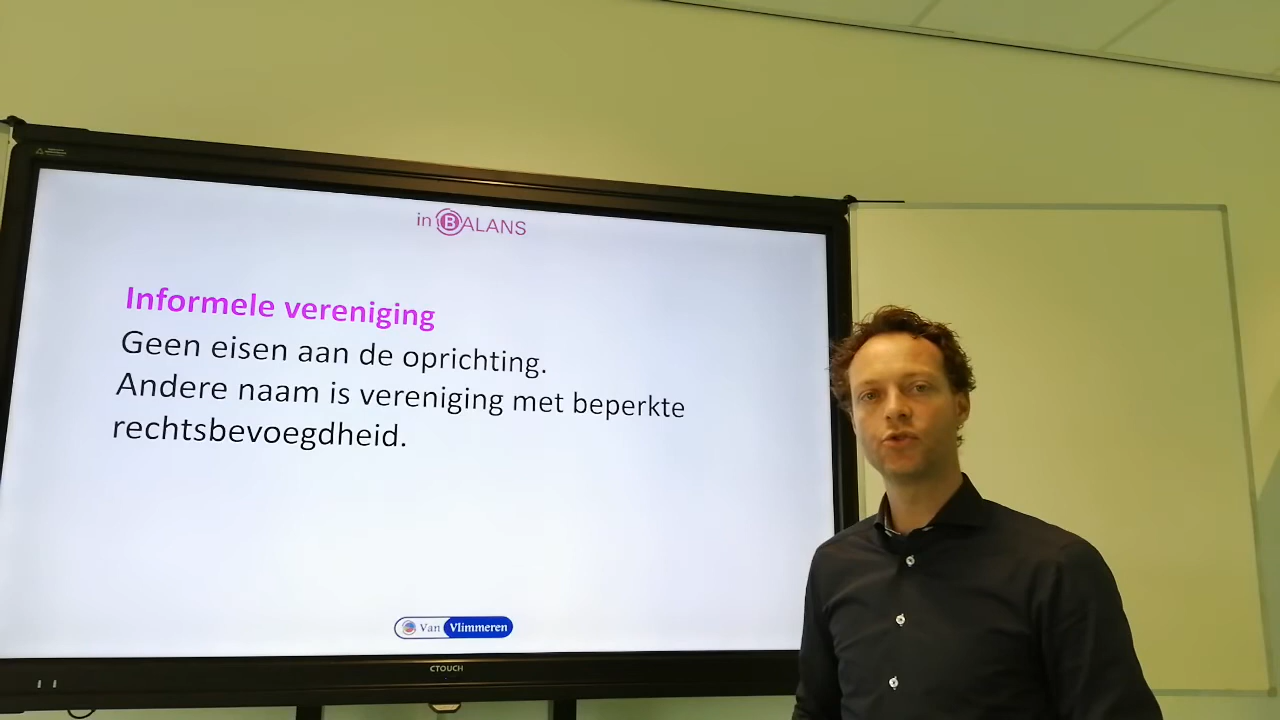 in BALANS
Informele vereniging
Geen eisen aan de oprichting.
Andere naam is vereniging met beperkte
rechtsbevoegdheid.
Van Vlimmeren
CTOUCH